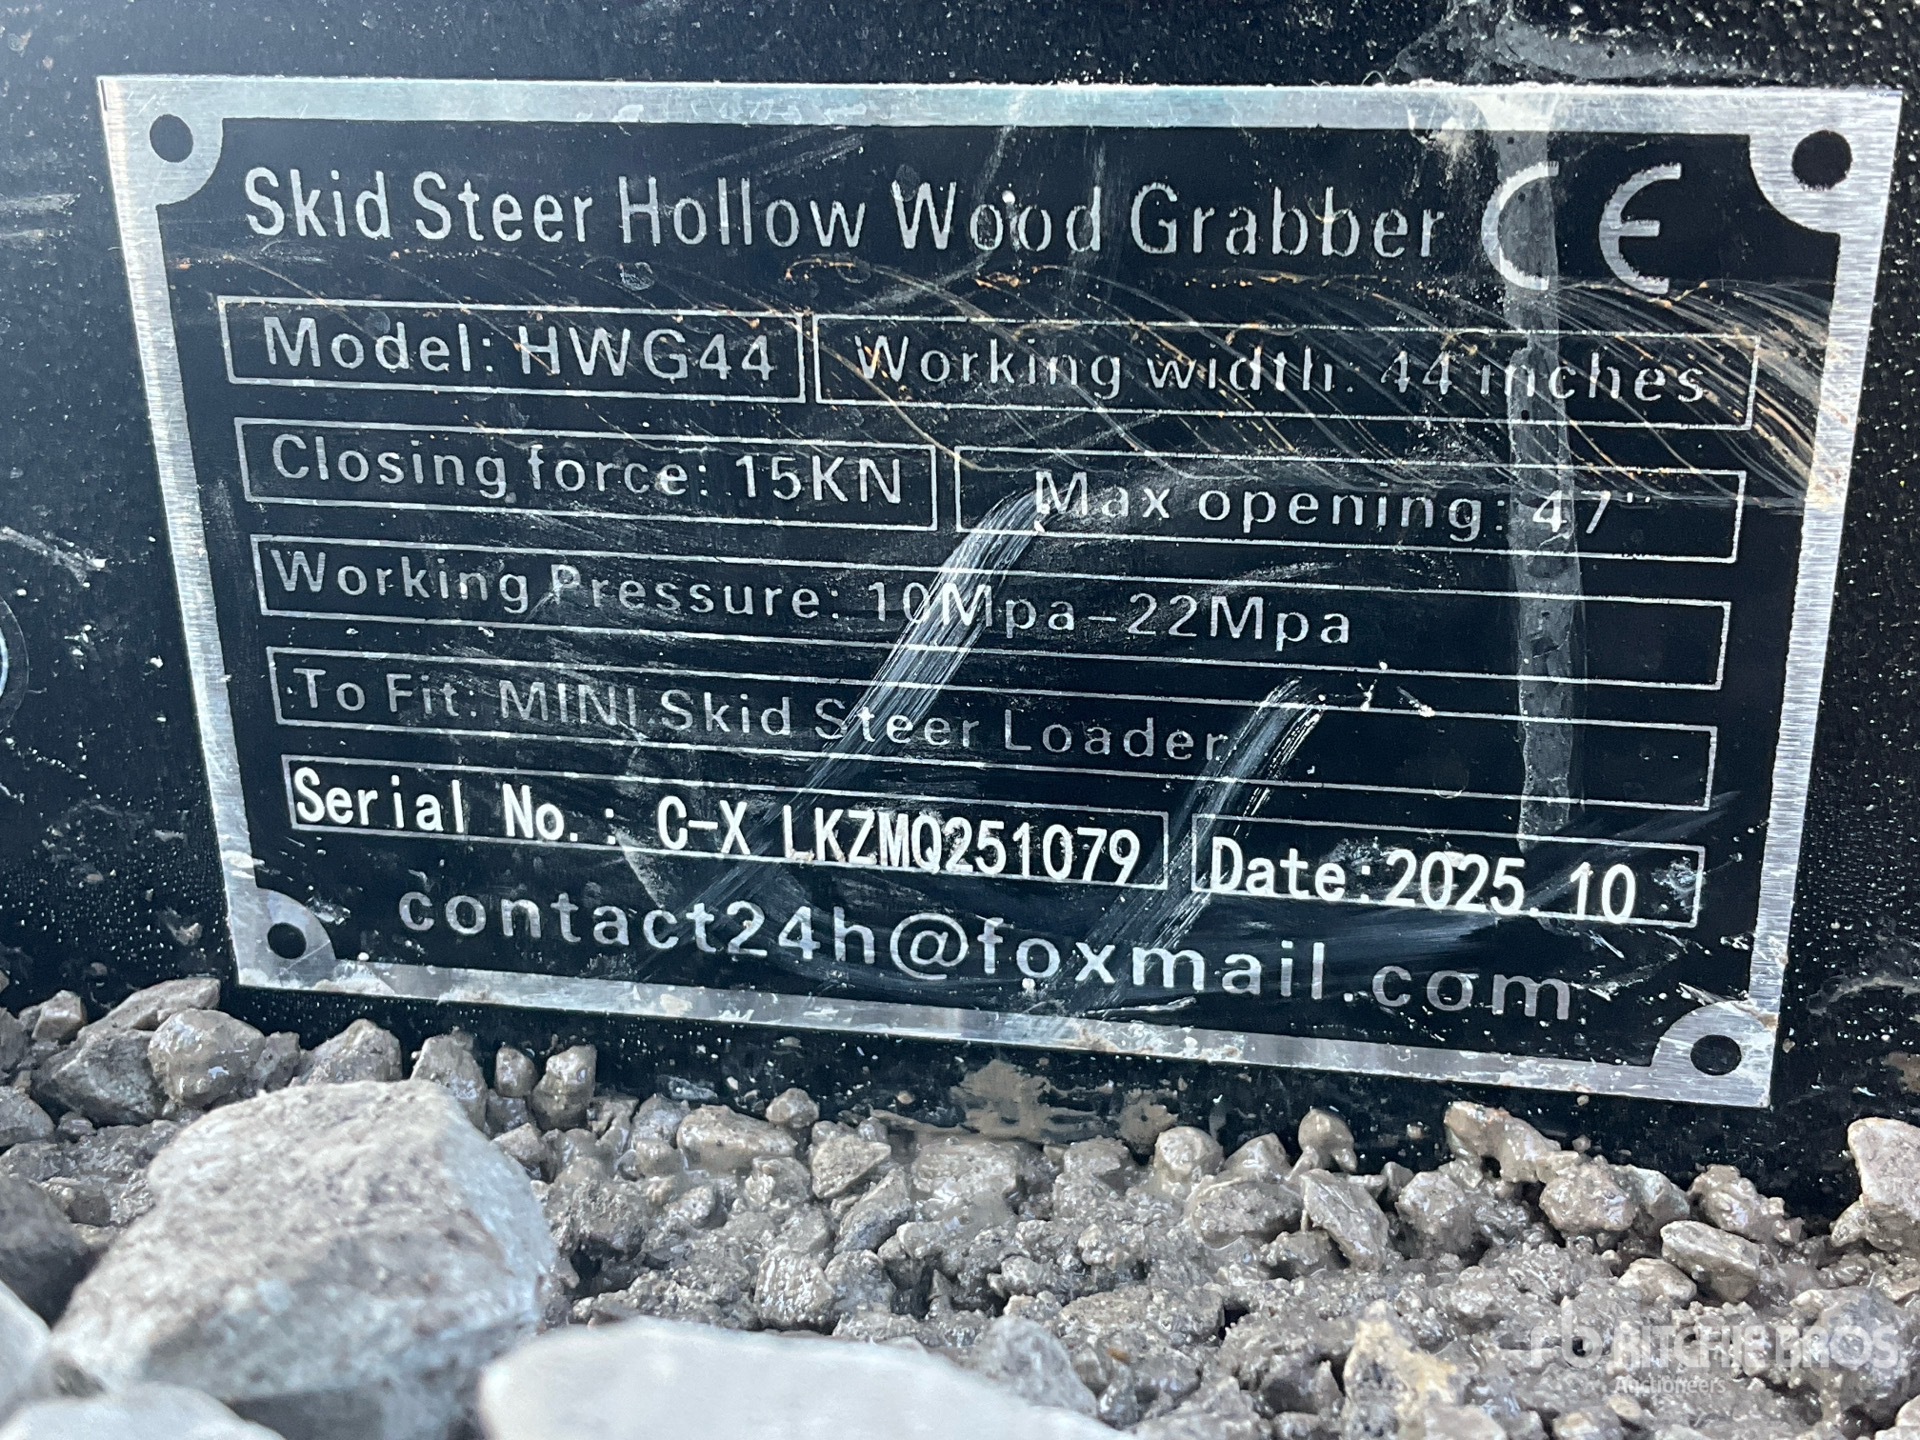 Skid Steer Hollow Wood Grabber CE
Model: HWG44 Working width: 44 inches
Closing force: 15KN Max opening: 47"
Working Pressure: 10Mpa-22Mpa
To Fit: MINI Skid Steer Loader
Serial No.: C-X LKZMQ251079 Date:2025.10
contact24h@foxmail.com
rb RITCHIE BROS
Auctioneers